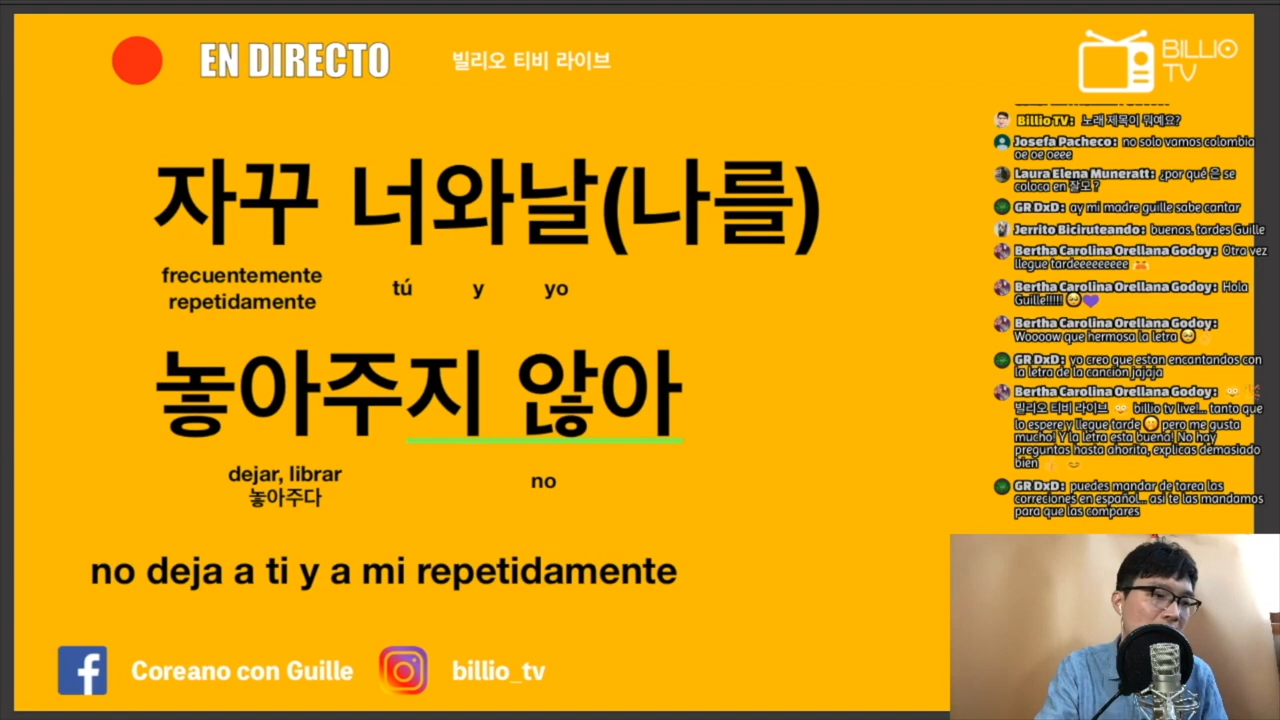 EN DIRECTO
빌리오 티비 라이브
BILLIO
TV
자꾸 너와날(나를)
frecuentemente
repetidamente
tú y yo
놓아주지 않아
dejar, librar
놓아주다
no
no deja a ti y a mi repetidamente
Coreano con Guille
billio_tv
Billio TV: 노래 제목이 뭐예요?
Josefa Pacheco: no solo vamos colombia
oe oe oeee
Laura Elena Muneratt: ¿por qué 은 se
coloca en 잘모 ?
GR DxD: ay mi madre guille sabe cantar
Jerrito Biciruteando: buenas. tardes Guille
Bertha Carolina Orellana Godoy: Otra vez
llegue tardeeeeeeeee
Bertha Carolina Orellana Godoy: Hola
Guille!!!!!
Bertha Carolina Orellana Godoy:
Woooow que hermosa la letra
GR DxD: yo creo que estan encantandos con
la letra de la cancion jajaja
Bertha Carolina Orellana Godoy:
빌리오 티비 라이브 billio tv live!... tanto que
lo espere y llegue tarde pero me gusta
mucho! Y la letra esta buena! No hay
preguntas hasta ahorita, explicas demasiado
bien
GR DxD: puedes mandar de tarea las
correciones en español... asi te las mandamos
para que las compares